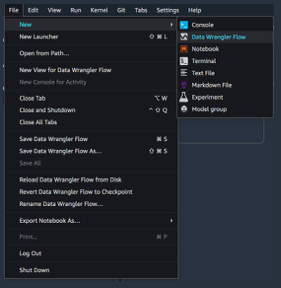 File Edit View Run Kernel Git Tabs Settings Help
New
Console
Data Wrangler Flow
Notebook
Terminal
Text File
Markdown File
Experiment
Model group
New Launcher ⇧ ⌘ L
Open from Path…
New View for Data Wrangler Flow
New Console for Activity
Close Tab ⌥ W
Close and Shutdown ^ ⇧ Q
Close All Tabs
Save Data Wrangler Flow ⌘ S
Save Data Wrangler Flow As… ⇧ ⌘ S
Save All
Reload Data Wrangler Flow from Disk
Revert Data Wrangler Flow to Checkpoint
Rename Data Wrangler Flow…
Export Notebook As…
Print… ⌘ P
Log Out
Shut Down